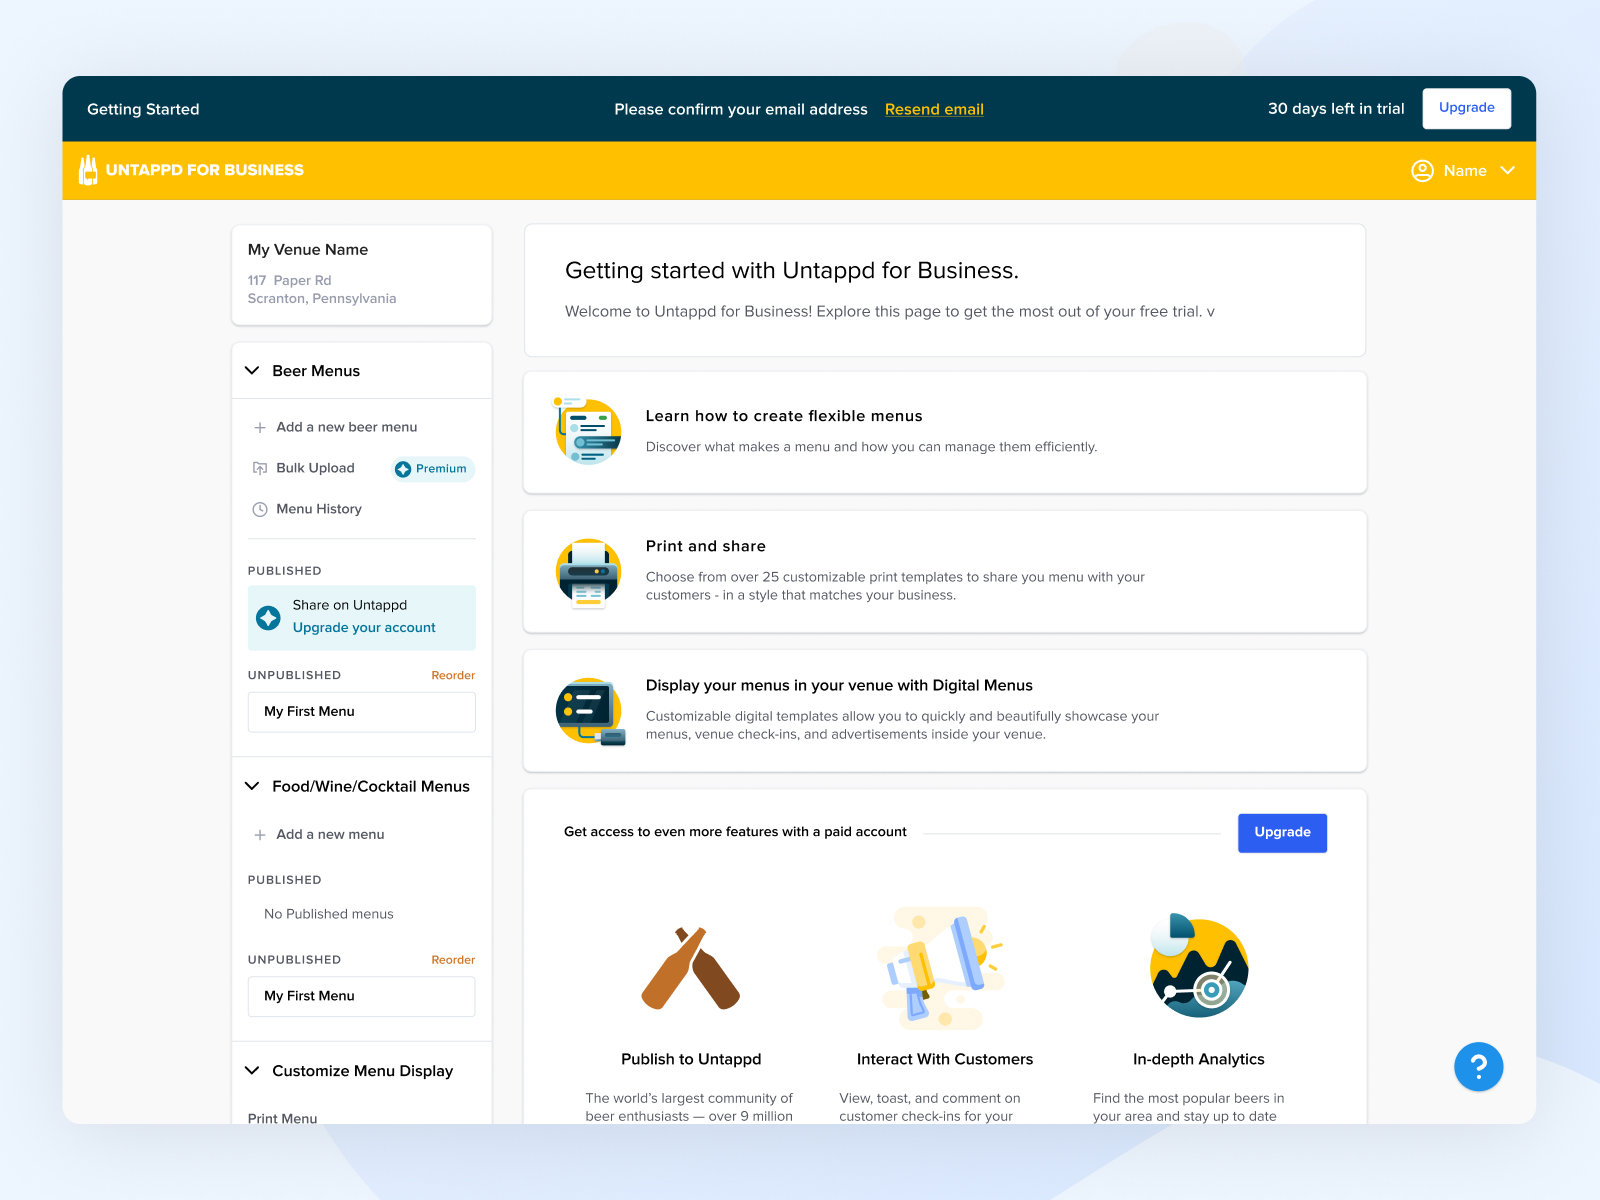 Getting Started
Please confirm your email address Resend email
30 days left in trial
Upgrade
UNTAPPD FOR BUSINESS
Name
My Venue Name
117 Paper Rd
Scranton, Pennsylvania
Beer Menus
Add a new beer menu
Bulk Upload
Premium
Menu History
PUBLISHED
Share on Untappd
Upgrade your account
UNPUBLISHED
Reorder
My First Menu
Food/Wine/Cocktail Menus
Add a new menu
PUBLISHED
No Published menus
UNPUBLISHED
Reorder
My First Menu
Customize Menu Display
Print Menu
Getting started with Untappd for Business.
Welcome to Untappd for Business! Explore this page to get the most out of your free trial. v
Learn how to create flexible menus
Discover what makes a menu and how you can manage them efficiently.
Print and share
Choose from over 25 customizable print templates to share you menu with your
customers - in a style that matches your business.
Display your menus in your venue with Digital Menus
Customizable digital templates allow you to quickly and beautifully showcase your
menus, venue check-ins, and advertisements inside your venue.
Get access to even more features with a paid account
Upgrade
Publish to Untappd
The world's largest community of
beer enthusiasts — over 9 million
Interact With Customers
View, toast, and comment on
customer check-ins for your
In-depth Analytics
Find the most popular beers in
your area and stay up to date
?